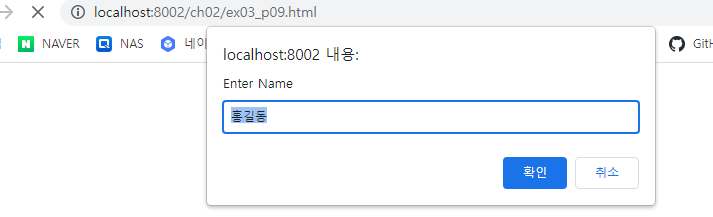 localhost:8002/ch02/ex03_p09.html
NAVER NAS 네이 GitH
localhost:8002 내용:
Enter Name
홍길동
확인 취소